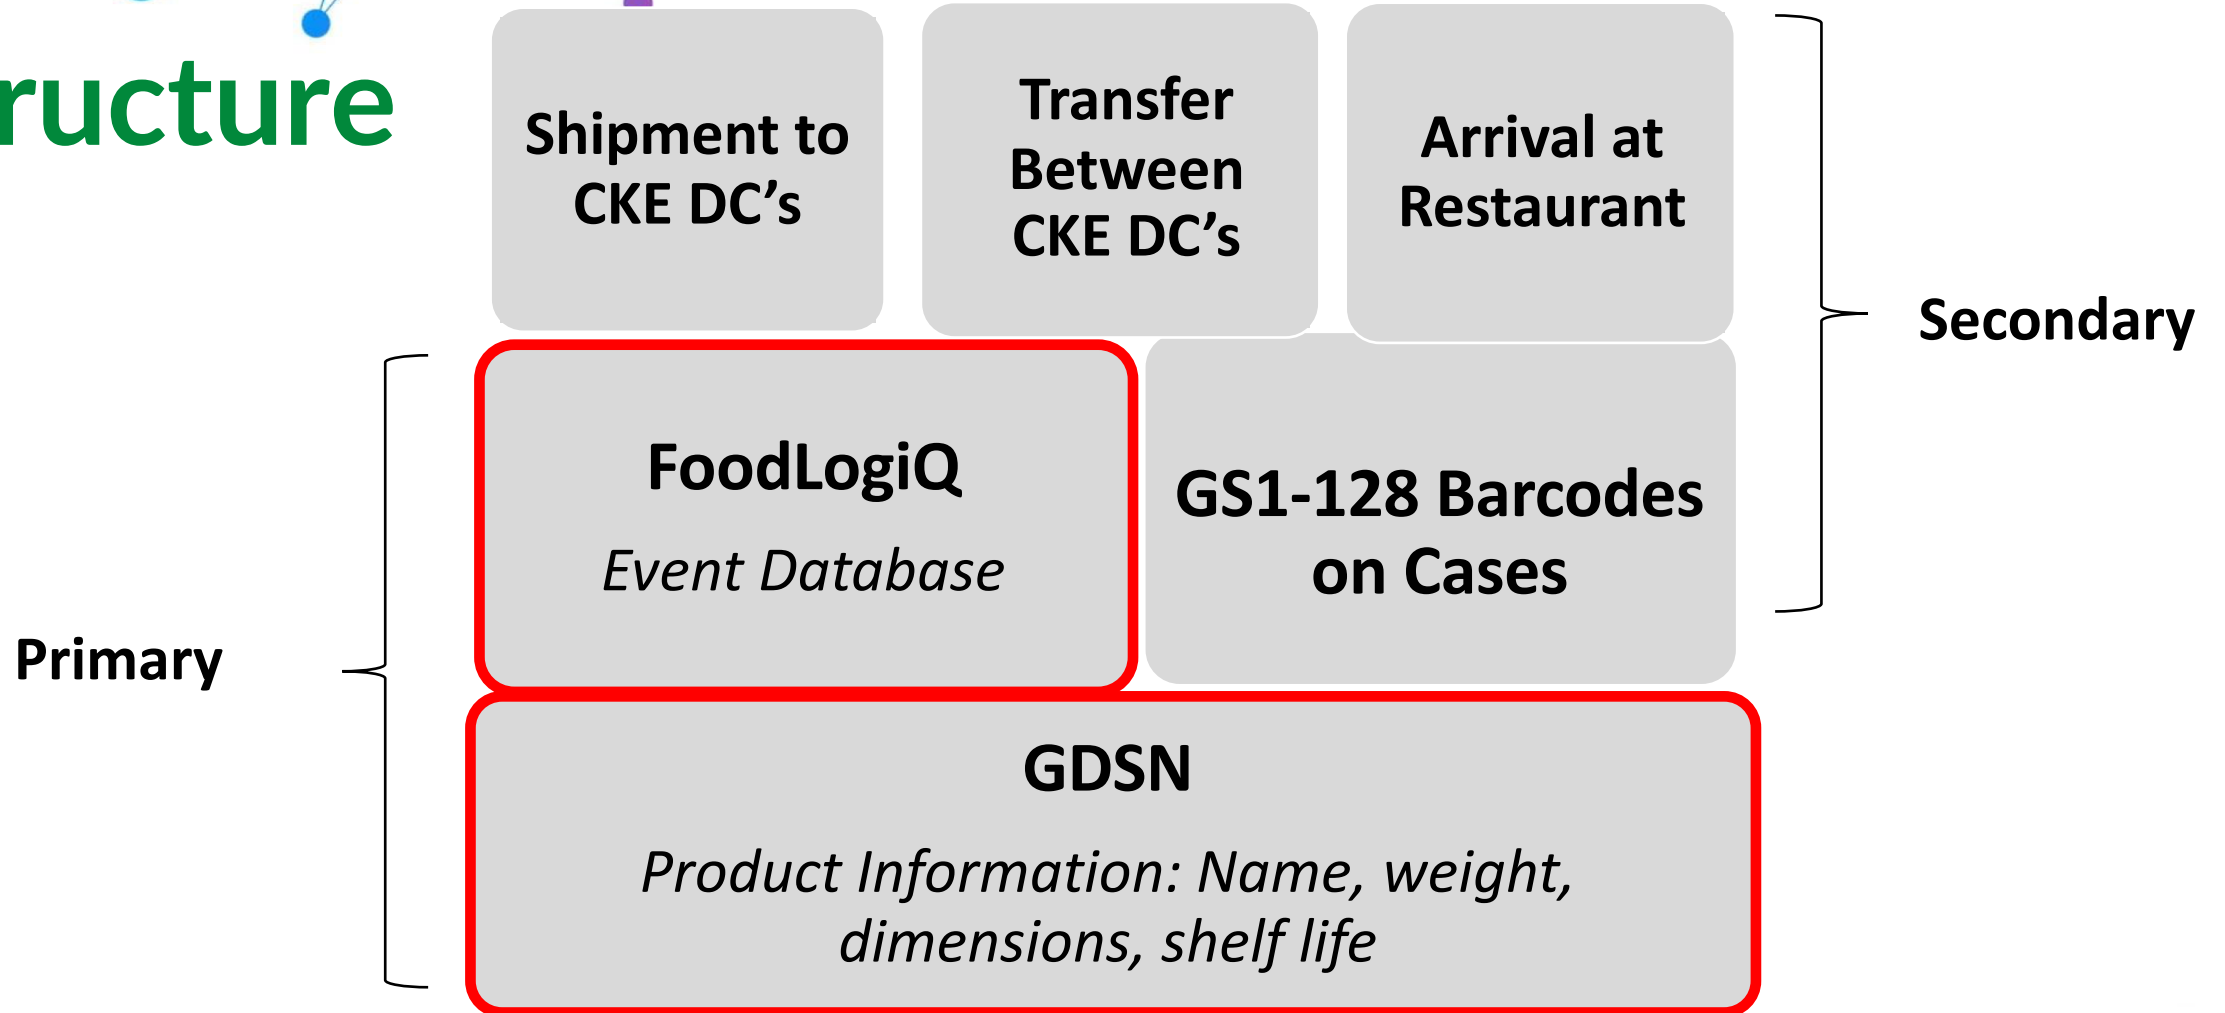 ructure
Shipment to
CKE DC’s
Transfer
Between
CKE DC’s
Arrival at
Restaurant
Secondary
FoodLogiQ
Event Database
GS1-128 Barcodes
on Cases
Primary
GDSN
Product Information: Name, weight,
dimensions, shelf life